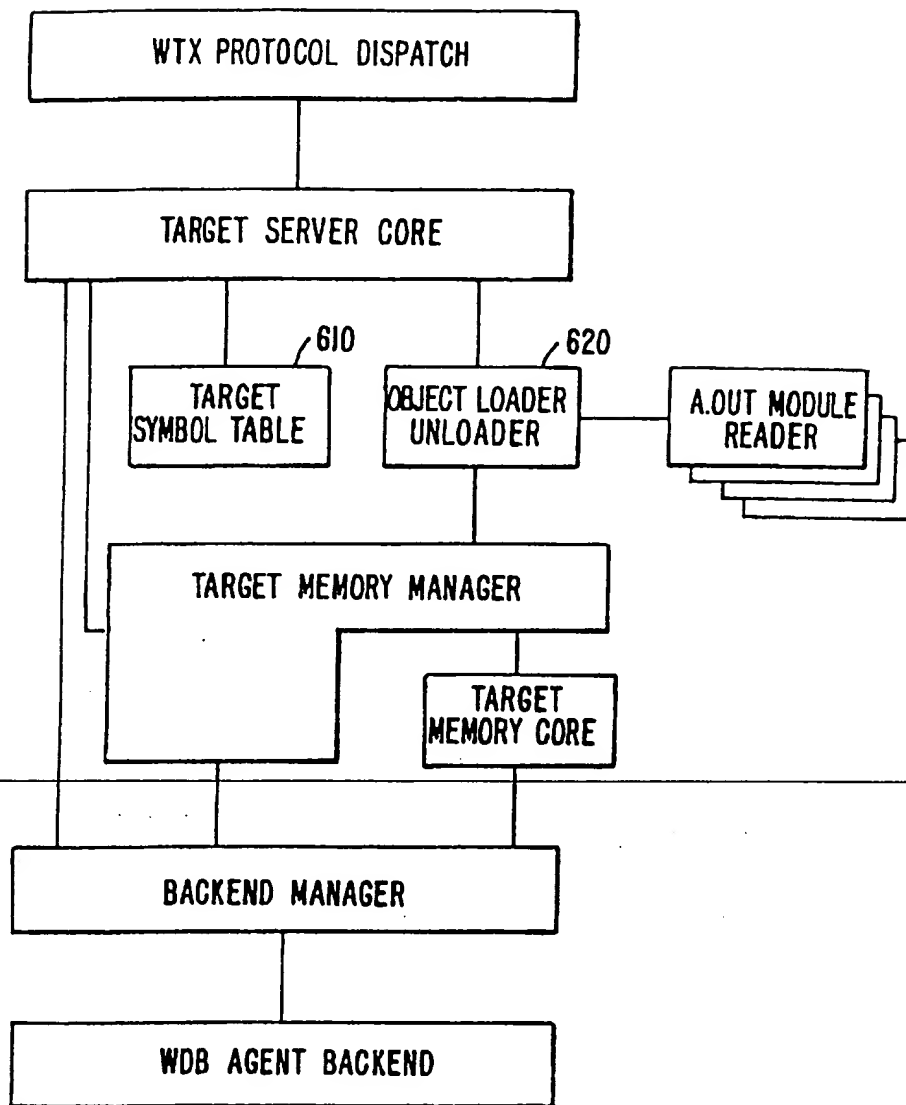 WTX PROTOCOL DISPATCH
TARGET SERVER CORE
610
620
TARGET
SYMBOL TABLE
OBJECT LOADER
UNLOADER
A.OUT MODULE
READER
TARGET MEMORY MANAGER
TARGET
MEMORY CORE
BACKEND MANAGER
WDB AGENT BACKEND